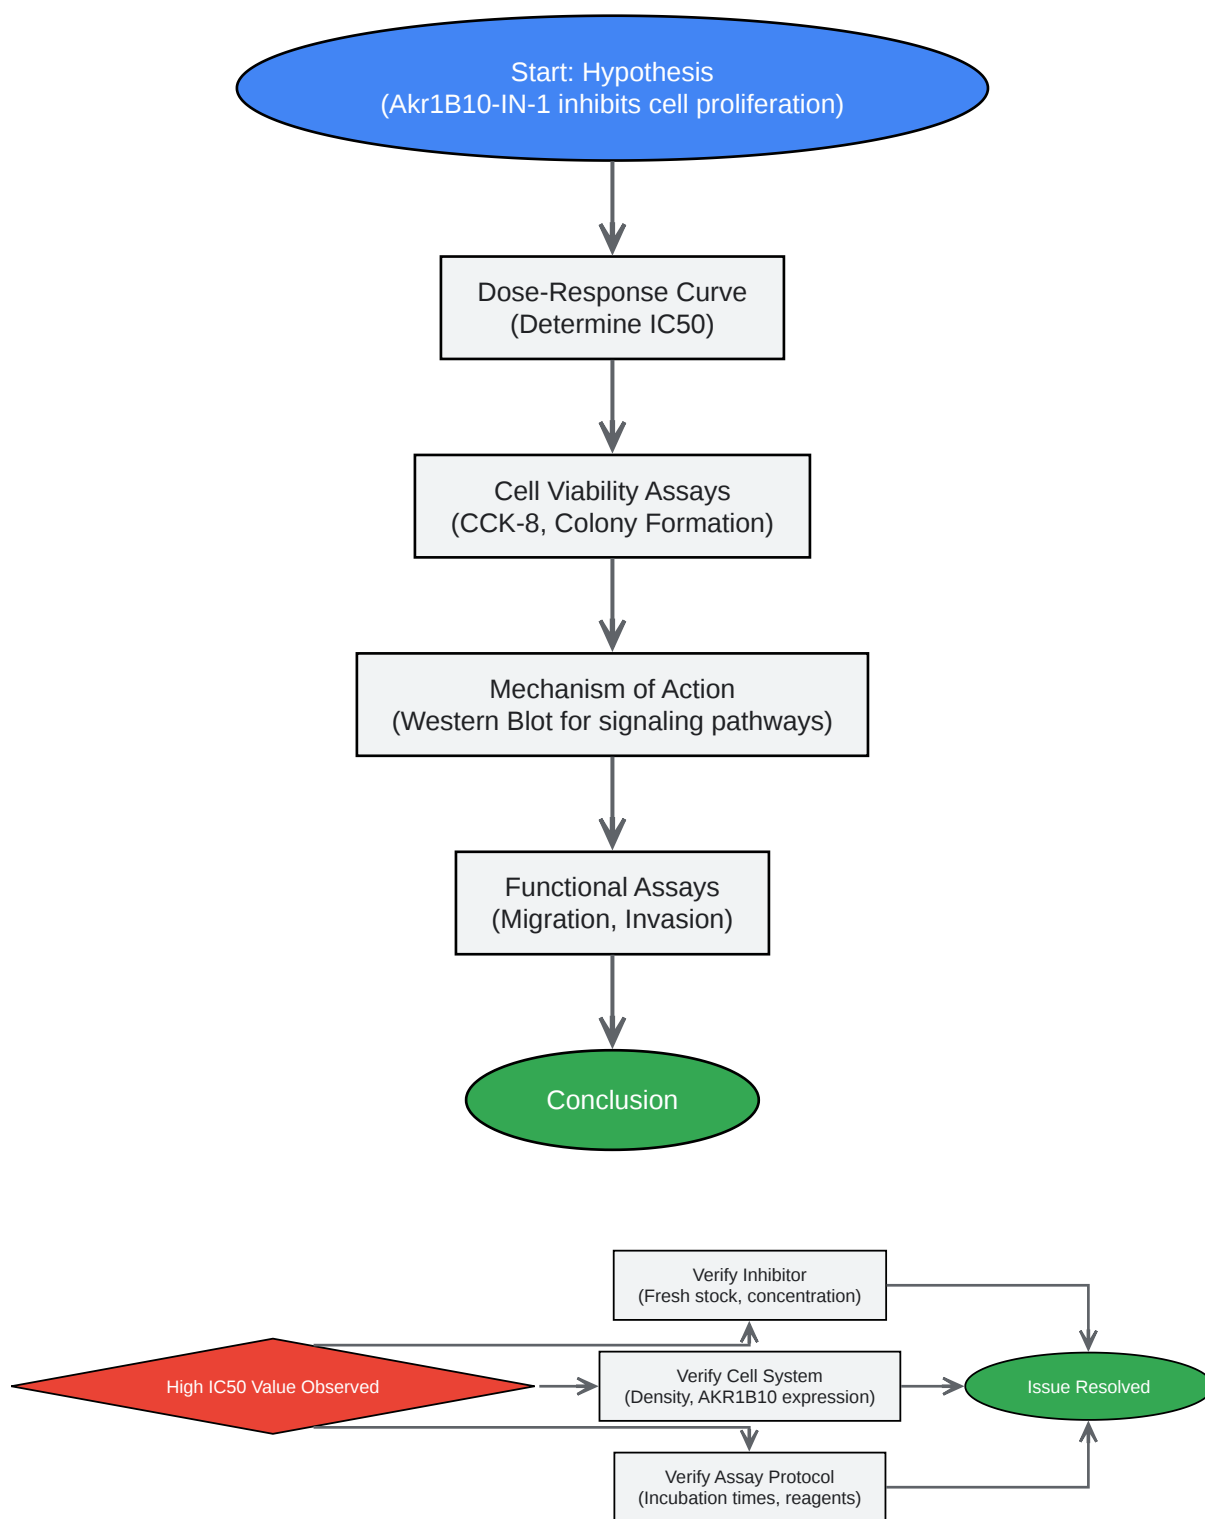 Start: Hypothesis
(Akr1B10-IN-1 inhibits cell proliferation)
Dose-Response Curve
(Determine IC50)
Cell Viability Assays
(CCK-8, Colony Formation)
Mechanism of Action
(Western Blot for signaling pathways)
Functional Assays
(Migration, Invasion)
Conclusion
High IC50 Value Observed
Verify Inhibitor
(Fresh stock, concentration)
Verify Cell System
(Density, AKR1B10 expression)
Verify Assay Protocol
(Incubation times, reagents)
Issue Resolved